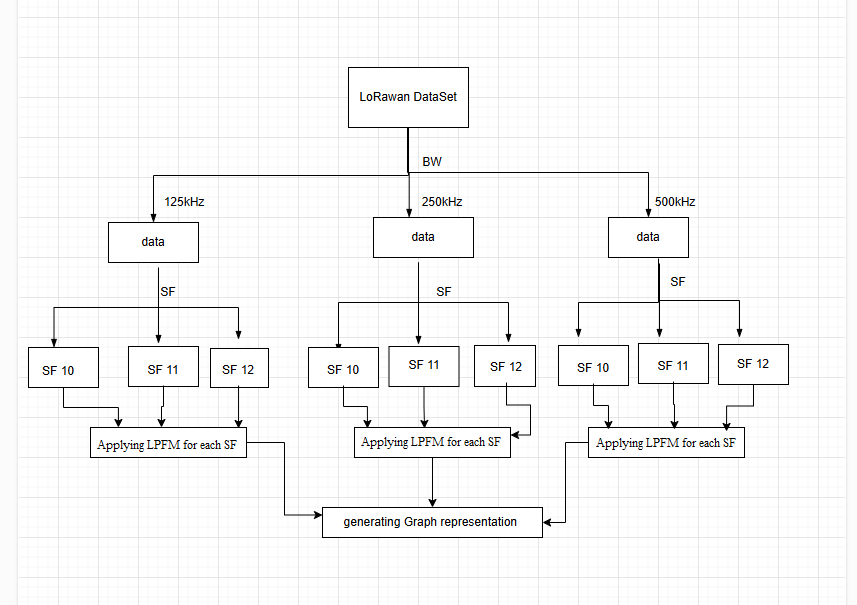 LoRawan DataSet
BW
125kHz
250kHz
500kHz
data
data
data
SF
SF
SF
SF 10
SF 11
SF 12
SF 10
SF 11
SF 12
SF 10
SF 11
SF 12
Applying LPFM for each SF
Applying LPFM for each SF
Applying LPFM for each SF
generating Graph representation